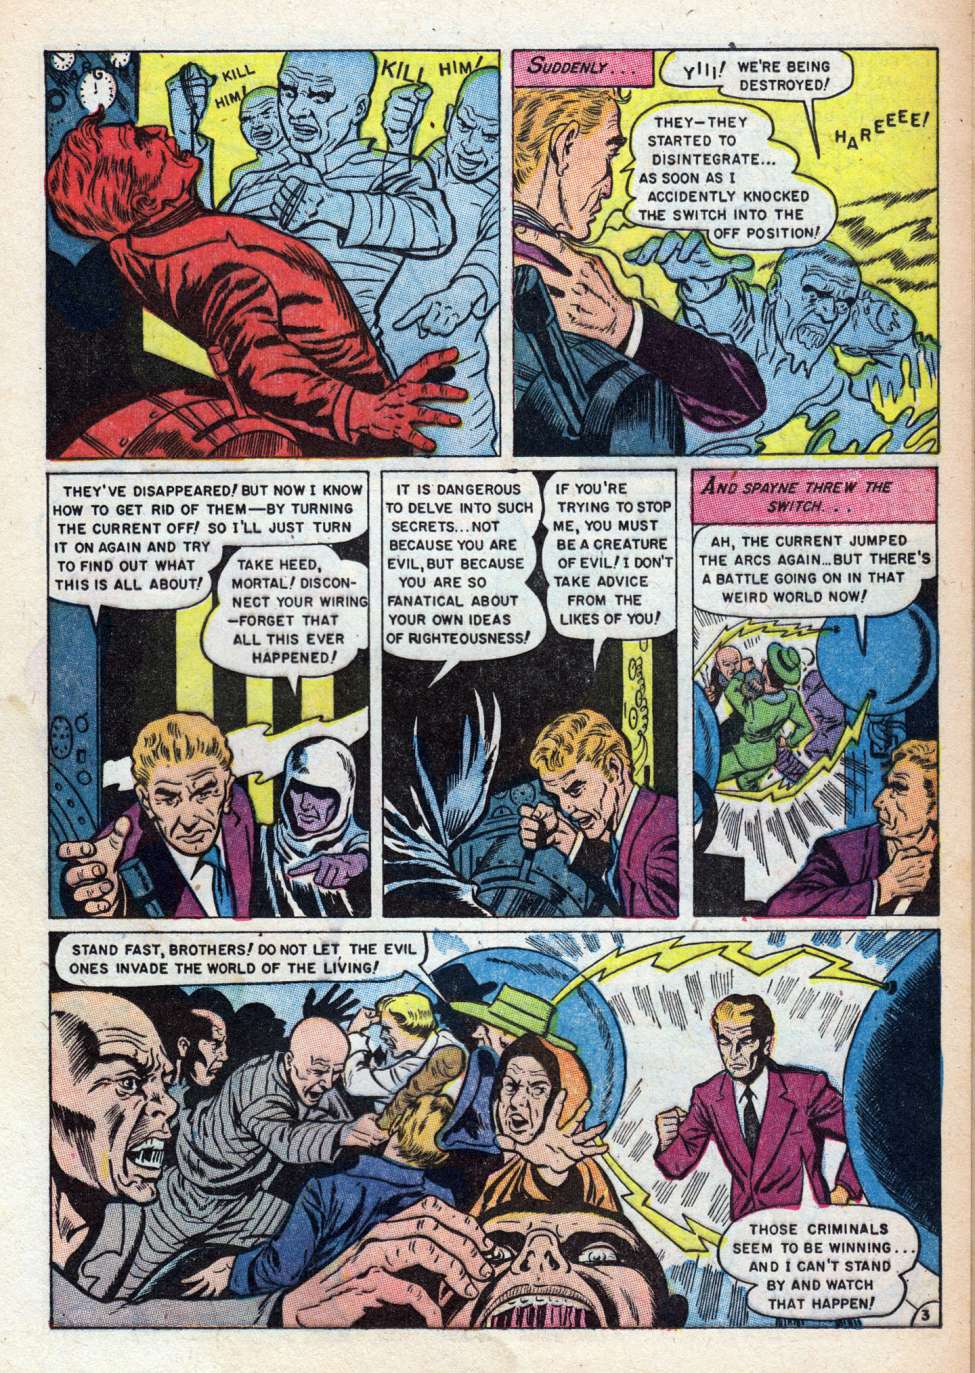 KILL
HIM!
KILL HIM!
SUDDENLY...
YIII! WE'RE BEING
DESTROYED!
HAREEEE!
THEY—THEY
STARTED TO
DISINTEGRATE...
AS SOON AS I
ACCIDENTLY KNOCKED
THE SWITCH INTO THE
OFF POSITION!
THEY'VE DISAPPEARED! BUT NOW I KNOW
HOW TO GET RID OF THEM—BY TURNING
THE CURRENT OFF! SO I'LL JUST TURN
IT ON AGAIN AND TRY
TO FIND OUT WHAT
THIS IS ALL ABOUT!
TAKE HEED,
MORTAL! DISCON-
NECT YOUR WIRING
—FORGET THAT
ALL THIS EVER
HAPPENED!
IT IS DANGEROUS
TO DELVE INTO SUCH
SECRETS...NOT
BECAUSE YOU ARE
EVIL, BUT BECAUSE
YOU ARE SO
FANATICAL ABOUT
YOUR OWN IDEAS
OF RIGHTEOUSNESS!
IF YOU'RE
TRYING TO STOP
ME, YOU MUST
BE A CREATURE
OF EVIL! I DON'T
TAKE ADVICE
FROM THE
LIKES OF YOU!
AND SPAYNE THREW THE
SWITCH...
AH, THE CURRENT JUMPED
THE ARCS AGAIN...BUT THERE'S
A BATTLE GOING ON IN THAT
WEIRD WORLD NOW!
STAND FAST, BROTHERS! DO NOT LET THE EVIL
ONES INVADE THE WORLD OF THE LIVING!
THOSE CRIMINALS
SEEM TO BE WINNING...
AND I CAN'T STAND
BY AND WATCH
THAT HAPPEN!
3